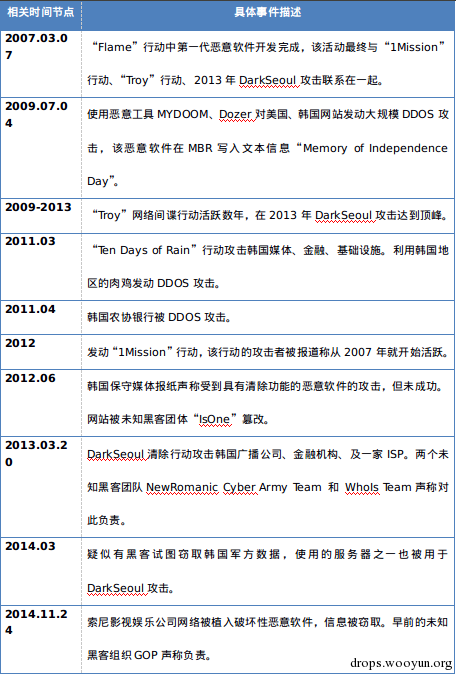 相关时间节点 具体事件描述
2007.03.0
7
“Flame”行动中第一代恶意软件开发完成，该活动最终与“1Mission”
行动、“Troy”行动、2013 年 DarkSeoul 攻击联系在一起。
2009.07.0
4
使用恶意工具 MYDOOM、Dozer 对美国、韩国网站发动大规模 DDOS 攻
击，该恶意软件在 MBR 写入文本信息“Memory of Independence
Day”。
2009-2013
“Troy”网络间谍行动活跃数年，在 2013 年 DarkSeoul 攻击达到顶峰。
2011.03
“Ten Days of Rain”行动攻击韩国媒体、金融、基础设施。利用韩国地
区的肉鸡发动 DDOS 攻击。
2011.04
韩国农协银行被 DDOS 攻击。
2012
发动“1Mission”行动，该行动的攻击者被报道称从 2007 年就开始活跃。
2012.06
韩国保守媒体报纸声称受到具有清除功能的恶意软件的攻击，但未成功。
网站被未知黑客团体“IsOne”篡改。
2013.03.2
0
DarkSeoul 清除行动攻击韩国广播公司、金融机构、及一家 ISP。两个未
知黑客团队 NewRomanic Cyber Army Team 和 WhoIs Team 声称对
此负责。
2014.03
疑似有黑客试图窃取韩国军方数据，使用的服务器之一也被用于
DarkSeoul 攻击。
2014.11.2
4
索尼影视娱乐公司网络被植入破坏性恶意软件，信息被窃取。早前的未知
黑客组织 GOP 声称负责。
drops.wooyun.org